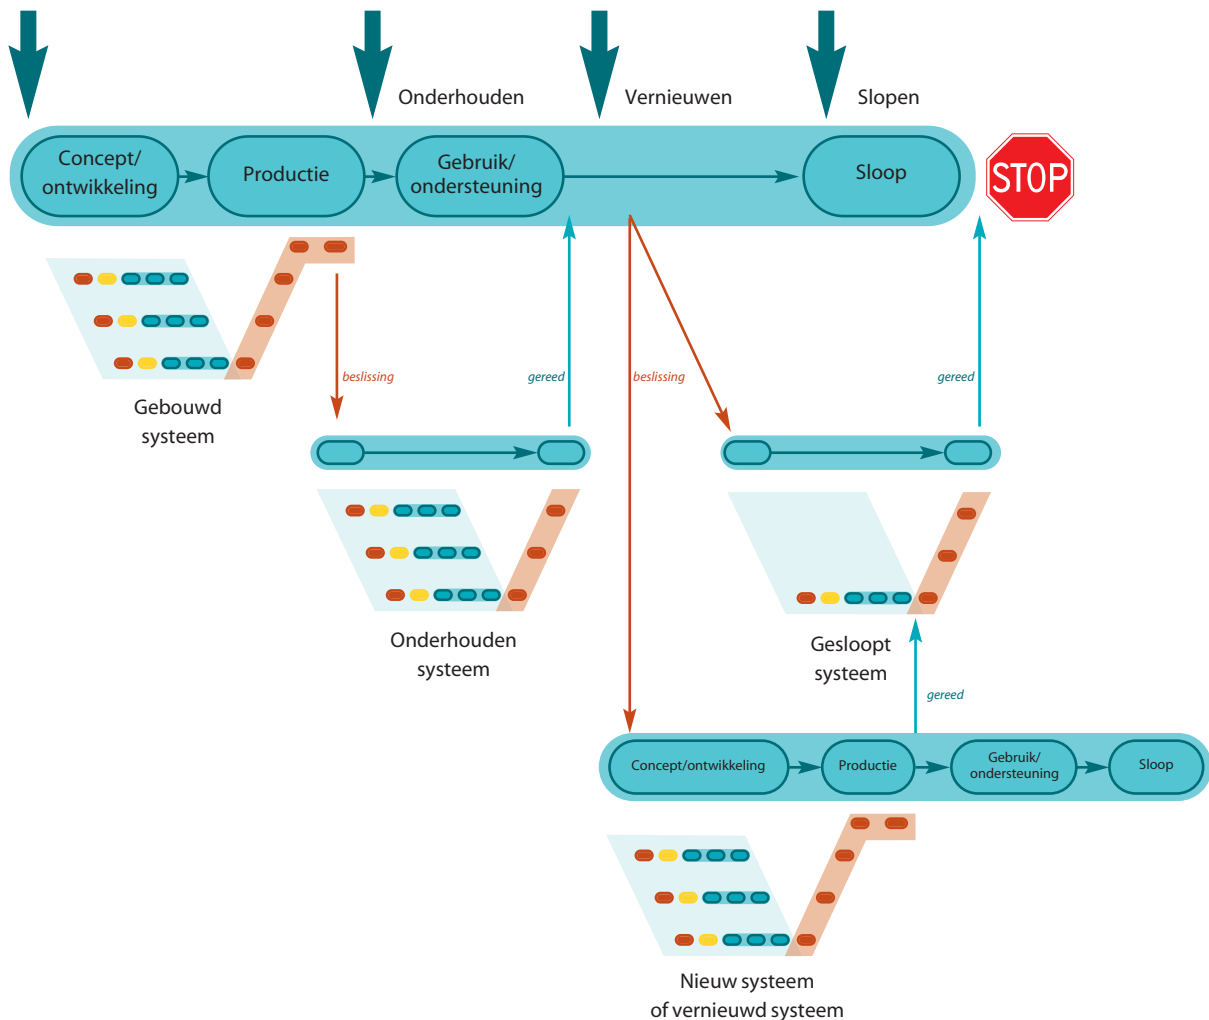 Onderhouden
Vernieuwen
Slopen
Concept/
ontwikkeling
Productie
Gebruik/
ondersteuning
Sloop
STOP
beslissing
gereed
beslissing
gereed
Gebouwd
systeem
Onderhouden
systeem
Gesloopt
systeem
gereed
Concept/ontwikkeling
Productie
Gebruik/
ondersteuning
Sloop
Nieuw systeem
of vernieuwd systeem